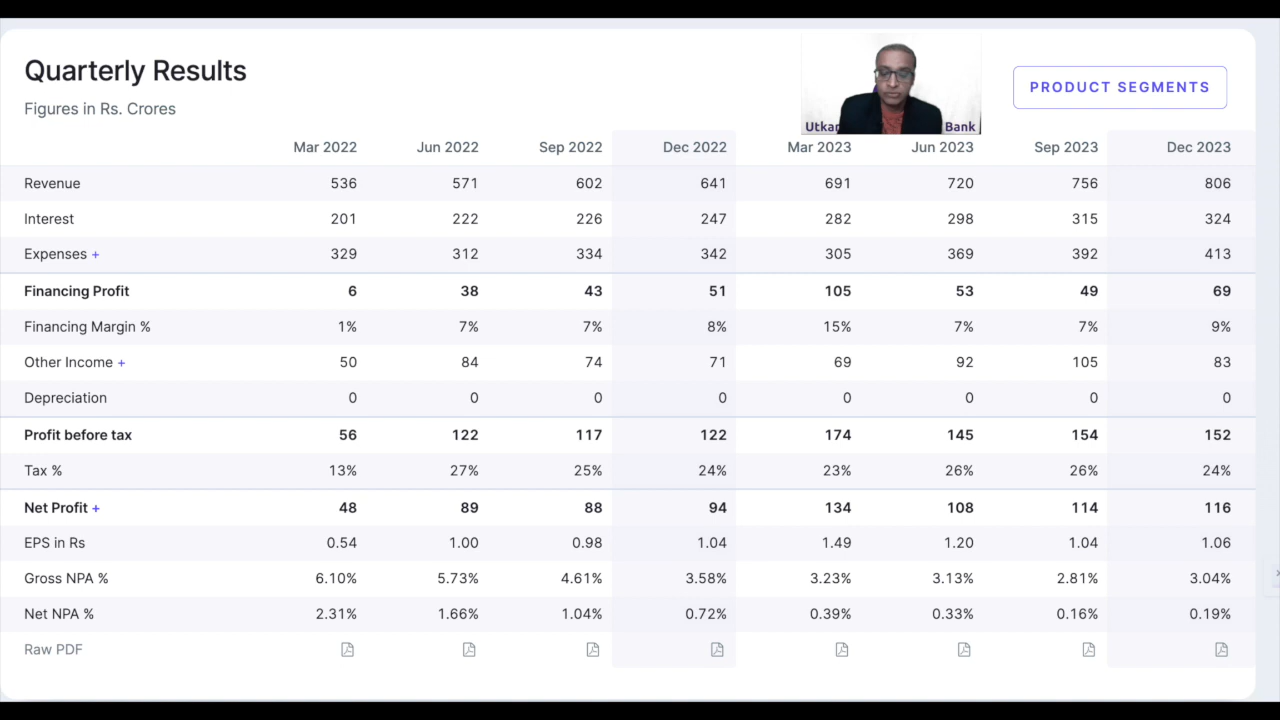 Quarterly Results
Figures in Rs. Crores
PRODUCT SEGMENTS
Utkar Bank
Mar 2022 Jun 2022 Sep 2022 Dec 2022 Mar 2023 Jun 2023 Sep 2023 Dec 2023
Revenue 536 571 602 641 691 720 756 806
Interest 201 222 226 247 282 298 315 324
Expenses + 329 312 334 342 305 369 392 413
Financing Profit 6 38 43 51 105 53 49 69
Financing Margin % 1% 7% 7% 8% 15% 7% 7% 9%
Other Income + 50 84 74 71 69 92 105 83
Depreciation 0 0 0 0 0 0 0 0
Profit before tax 56 122 117 122 174 145 154 152
Tax % 13% 27% 25% 24% 23% 26% 26% 24%
Net Profit + 48 89 88 94 134 108 114 116
EPS in Rs 0.54 1.00 0.98 1.04 1.49 1.20 1.04 1.06
Gross NPA % 6.10% 5.73% 4.61% 3.58% 3.23% 3.13% 2.81% 3.04%
Net NPA % 2.31% 1.66% 1.04% 0.72% 0.39% 0.33% 0.16% 0.19%
Raw PDF